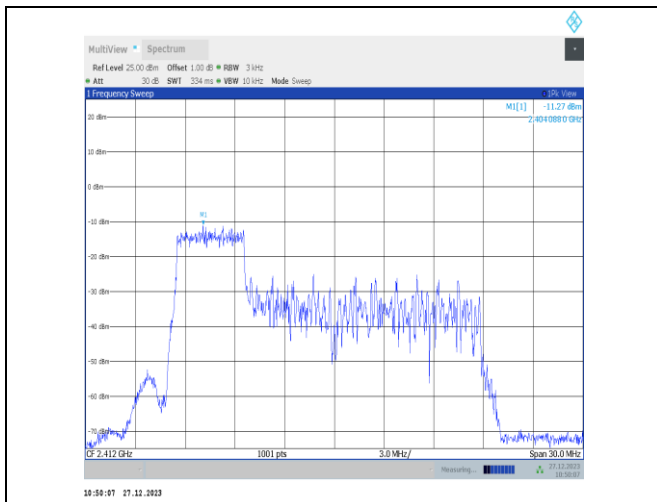 MultiView Spectrum
Ref Level 25.00 dBm Offset 1.00 dB RBW 3 kHz
Att 30 dB SWT 334 ms VBW 10 kHz Mode Sweep
1 Frequency Sweep 1Pk View
M1[1] -11.27 dBm
2.4040880 GHz
20 dBm
10 dBm
0 dBm
-10 dBm
M1
-20 dBm
-30 dBm
-40 dBm
-50 dBm
-60 dBm
-70 dBm
CF 2.412 GHz 1001 pts 3.0 MHz/ Span 30.0 MHz
Measuring... 27.12.2023
10:50:07
10:50:07 27.12.2023